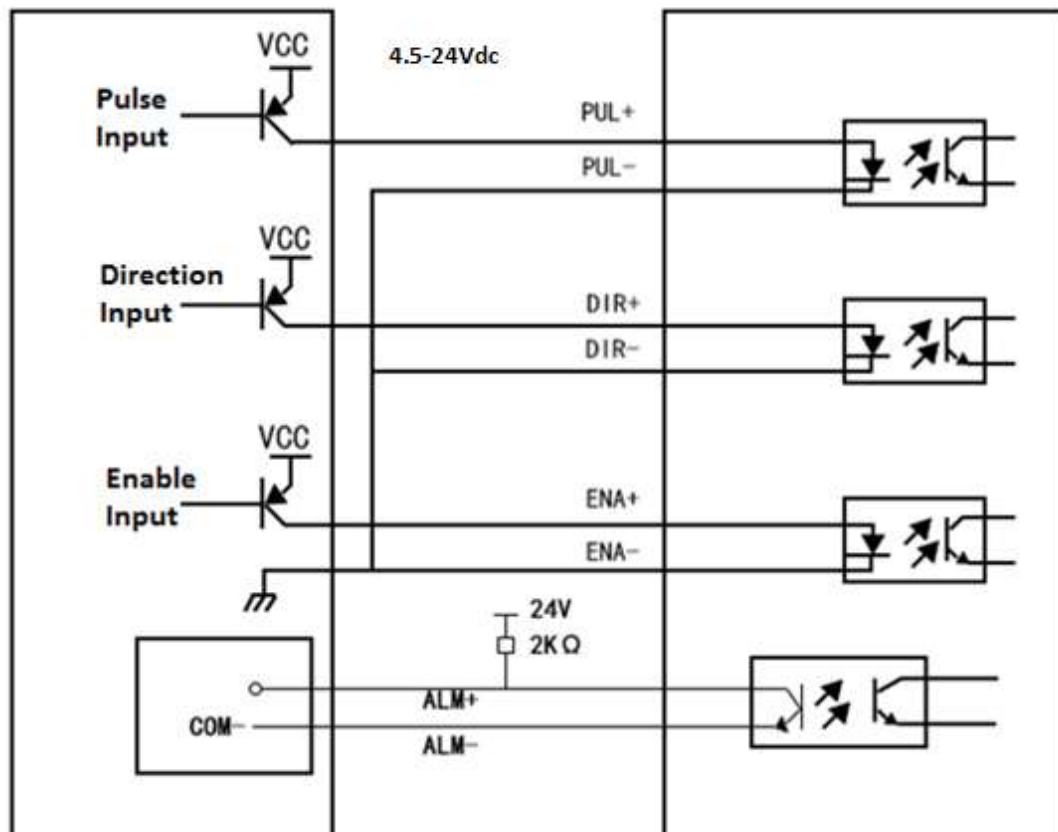 VCC
4.5-24Vdc
Pulse
Input
PUL+
PUL-
VCC
Direction
Input
DIR+
DIR-
VCC
Enable
Input
ENA+
ENA-
24V
2KΩ
ALM+
COM-
ALM-